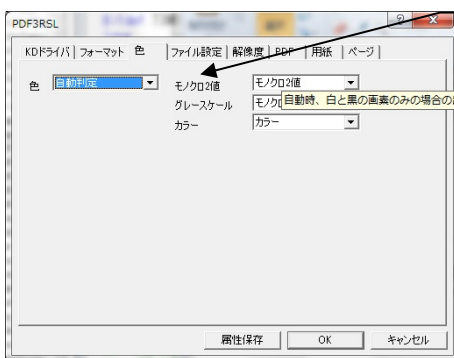 PDF3RSL
KDドライバ フォーマット 色 ファイル設定 解像度 PDF 用紙 ページ
色 自動判定 モノクロ2値 モノクロ2値
グレースケール モノク
自動時、白と黒の画素のみの場合の
カラー カラー
属性保存 OK キャンセル